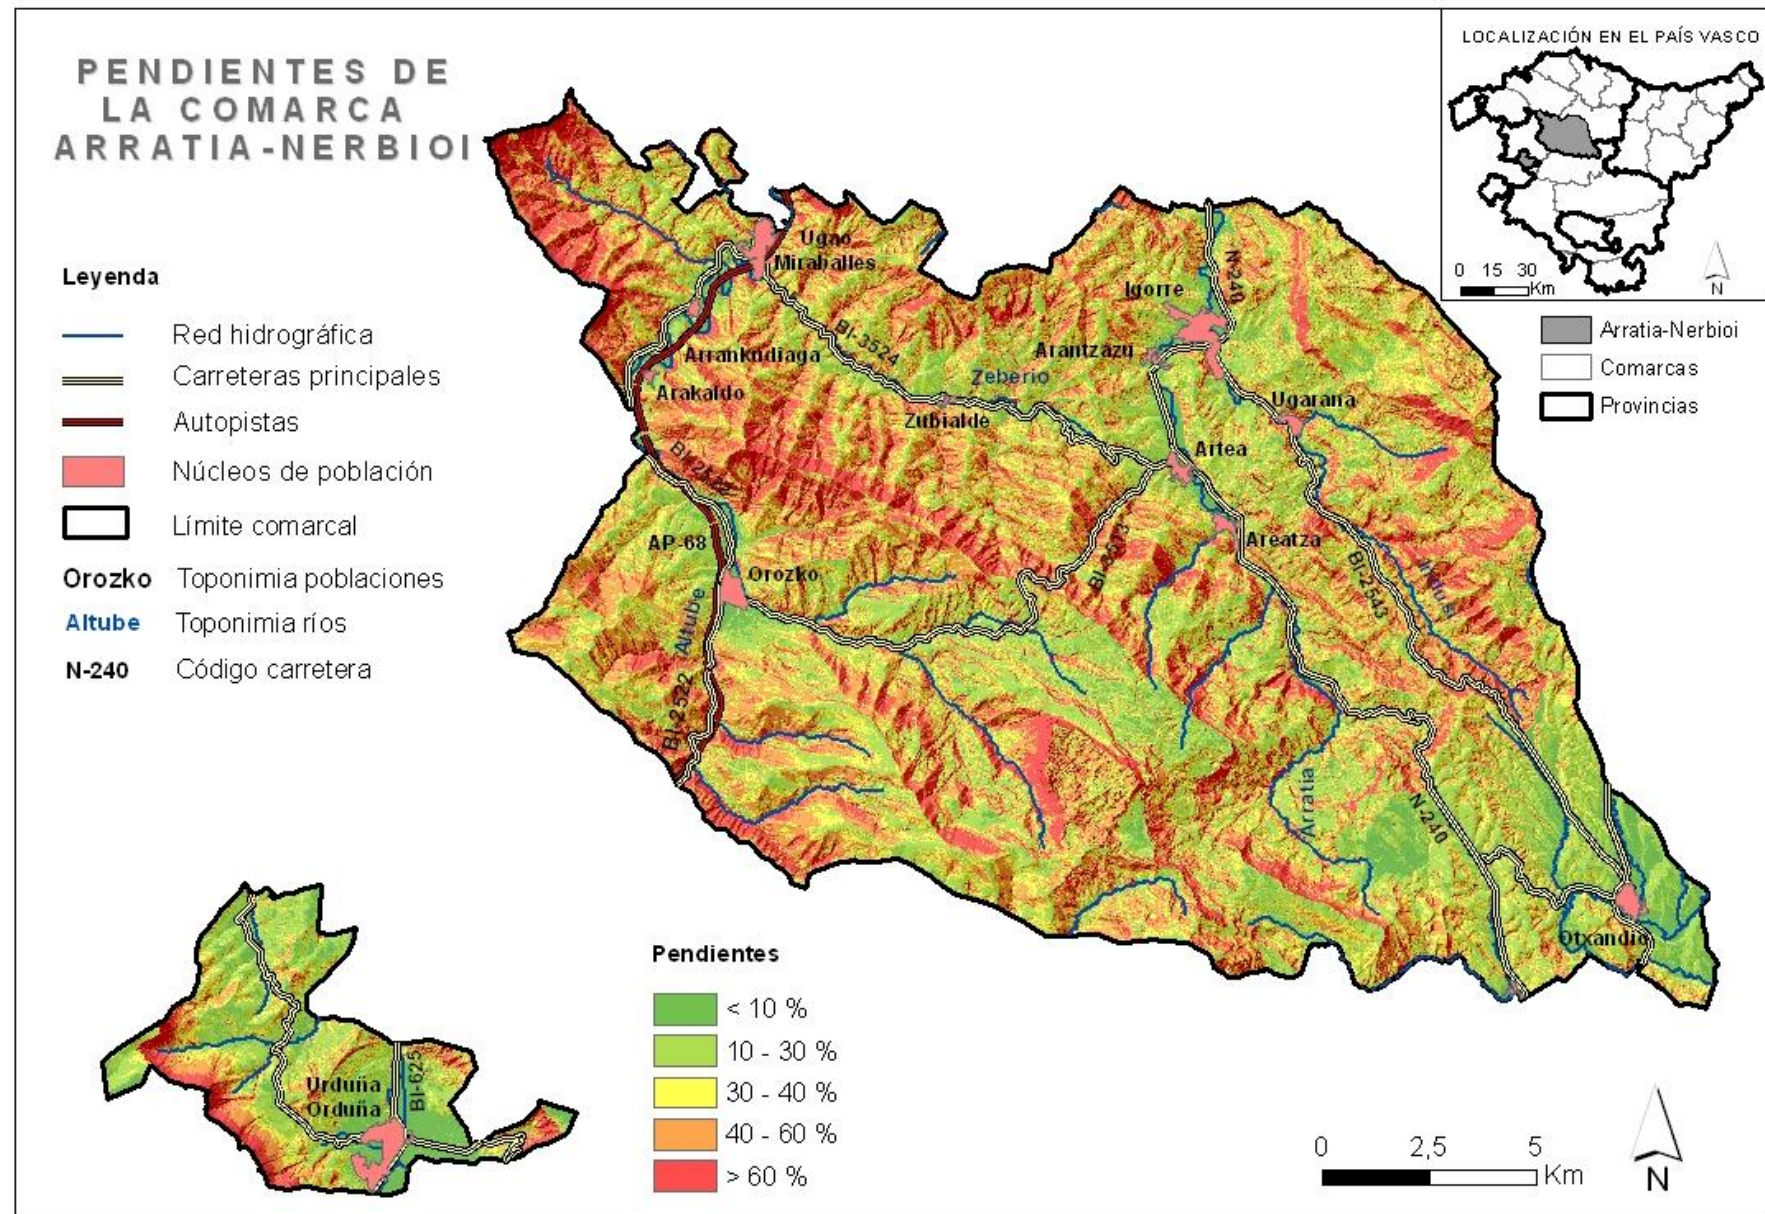 PENDIENTES DE
LA COMARCA
ARRATIA-NERBIOI
LOCALIZACIÓN EN EL PAÍS VASCO
0 15 30
Km
N
Arratia-Nerbioi
Comarcas
Provincias
Leyenda
Red hidrográfica
Carreteras principales
Autopistas
Núcleos de población
Límite comarcal
Orozko Toponimia poblaciones
Altube Toponimia ríos
N-240 Código carretera
Ugao
Miraballes
N-240
Igorre
BI-3524
Arrankudiaga
Arantzazu
Zeberio
Arakaldo
Zubialde
Ugarana
Artea
AP-68
Areatza
BI-2543
Indusi
Orozko
BI-3513
Altube
BI-2522
Arratia
N-240
Otxandio
Urduña
Orduña
BI-625
Pendientes
< 10 %
10 - 30 %
30 - 40 %
40 - 60 %
> 60 %
0 2,5 5
Km
N